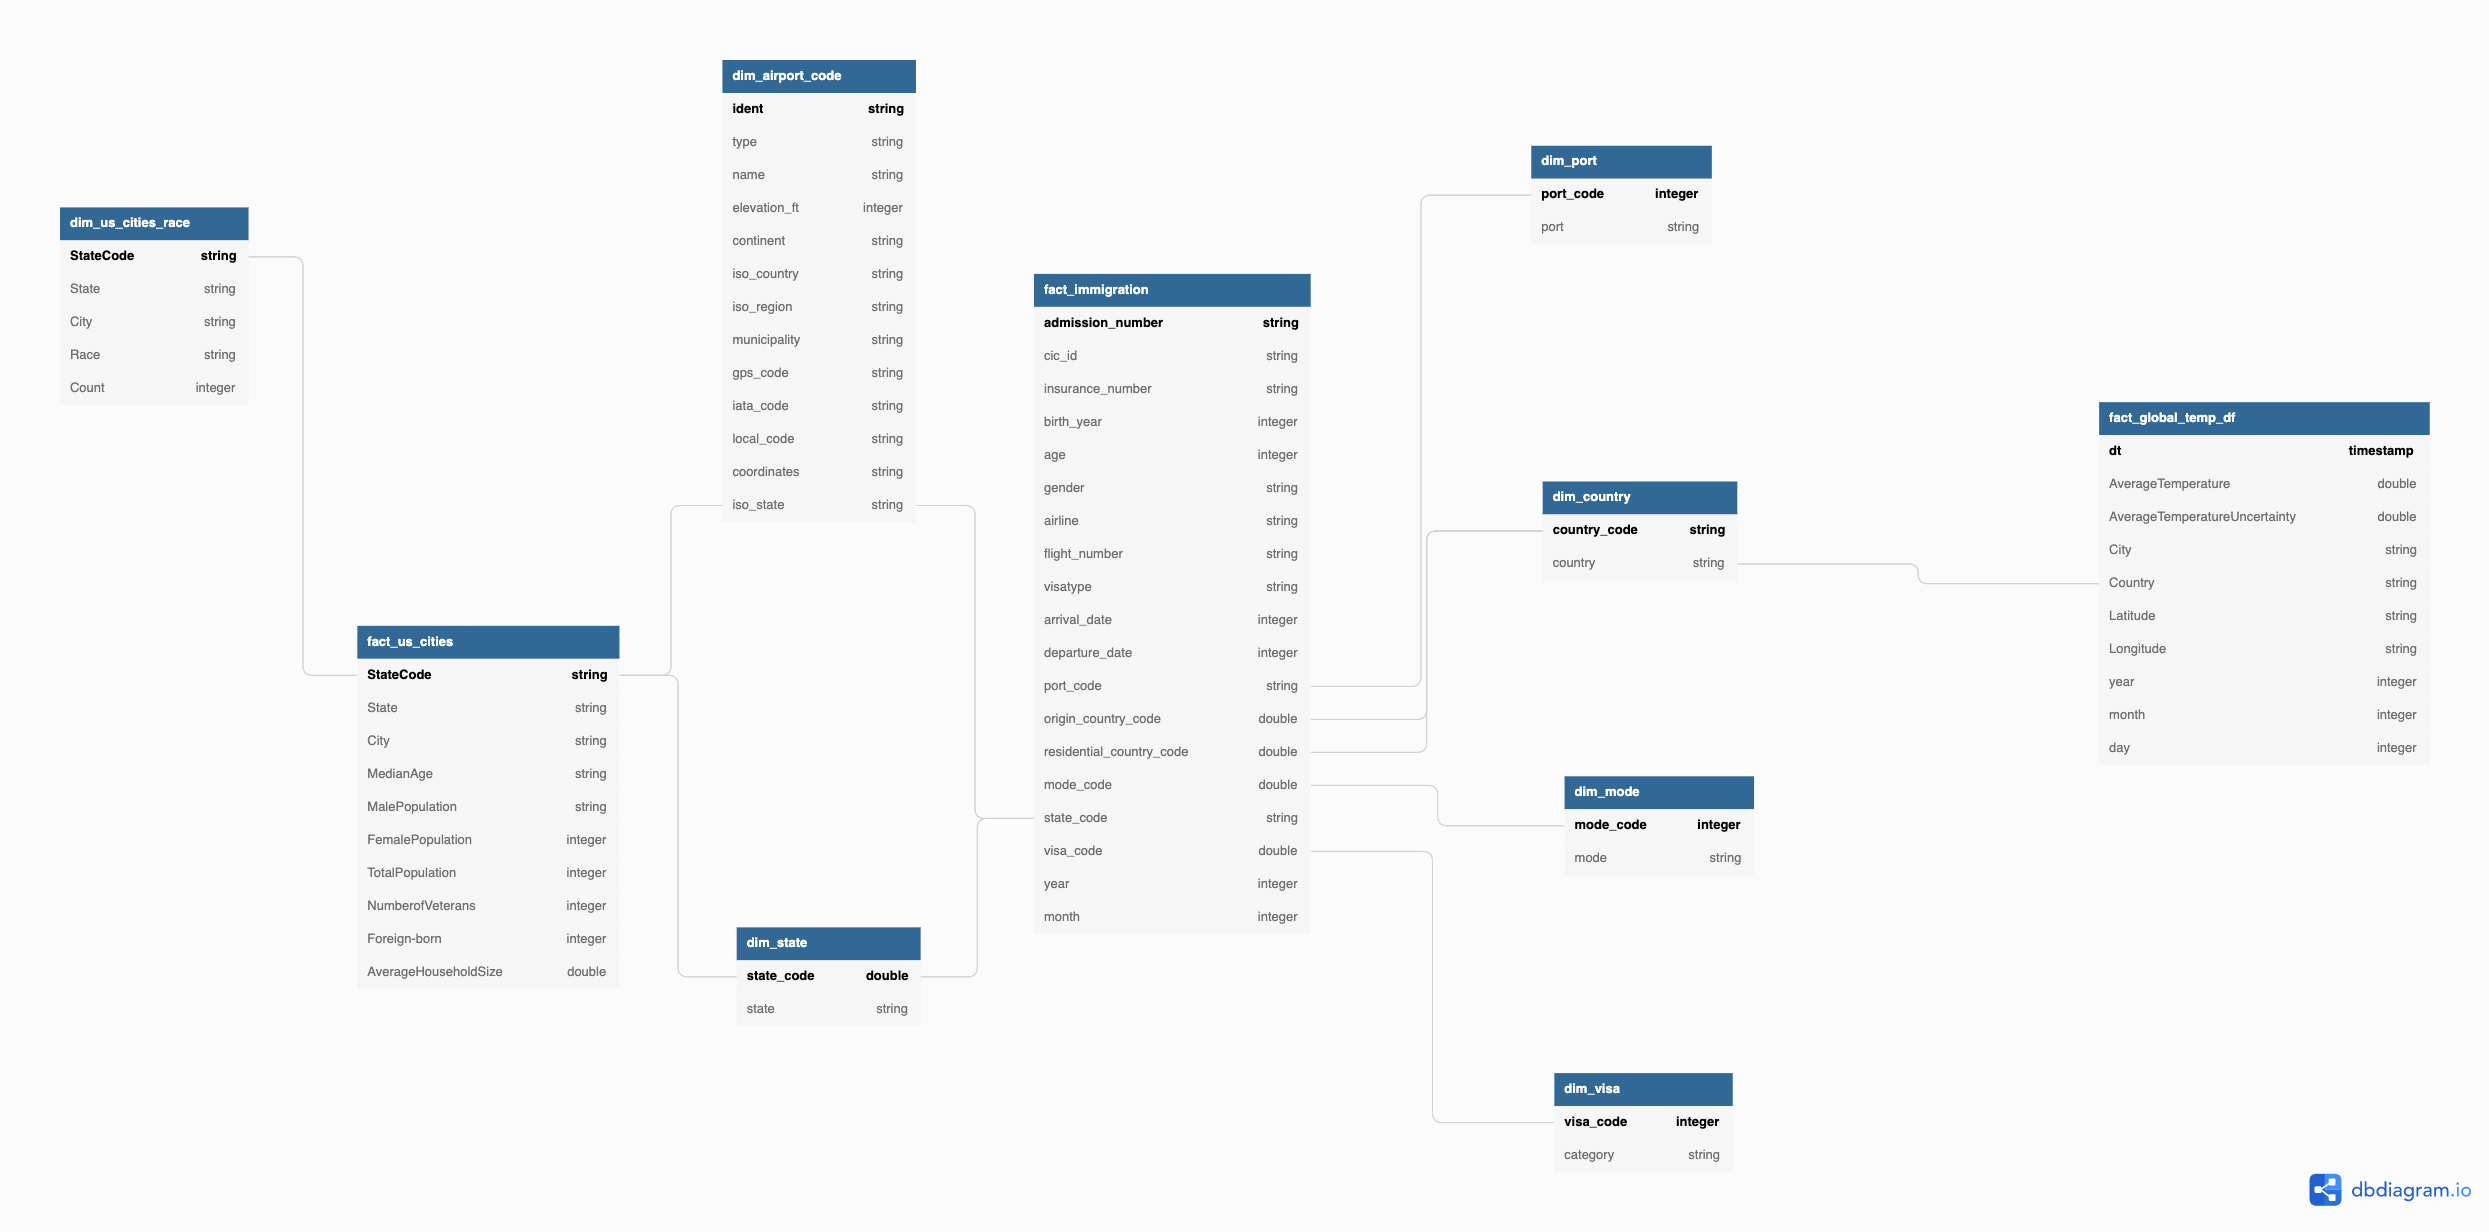 dim_us_cities_race
StateCode string
State string
City string
Race string
Count integer
fact_us_cities
StateCode string
State string
City string
MedianAge string
MalePopulation string
FemalePopulation integer
TotalPopulation integer
NumberofVeterans integer
Foreign-born integer
AverageHouseholdSize double
dim_airport_code
ident string
type string
name string
elevation_ft integer
continent string
iso_country string
iso_region string
municipality string
gps_code string
iata_code string
local_code string
coordinates string
iso_state string
dim_state
state_code double
state string
fact_immigration
admission_number string
cic_id string
insurance_number string
birth_year integer
age integer
gender string
airline string
flight_number string
visatype string
arrival_date integer
departure_date integer
port_code string
origin_country_code double
residential_country_code double
mode_code double
state_code string
visa_code double
year integer
month integer
dim_port
port_code integer
port string
dim_country
country_code string
country string
dim_mode
mode_code integer
mode string
dim_visa
visa_code integer
category string
fact_global_temp_df
dt timestamp
AverageTemperature double
AverageTemperatureUncertainty double
City string
Country string
Latitude string
Longitude string
year integer
month integer
day integer
dbdiagram.io